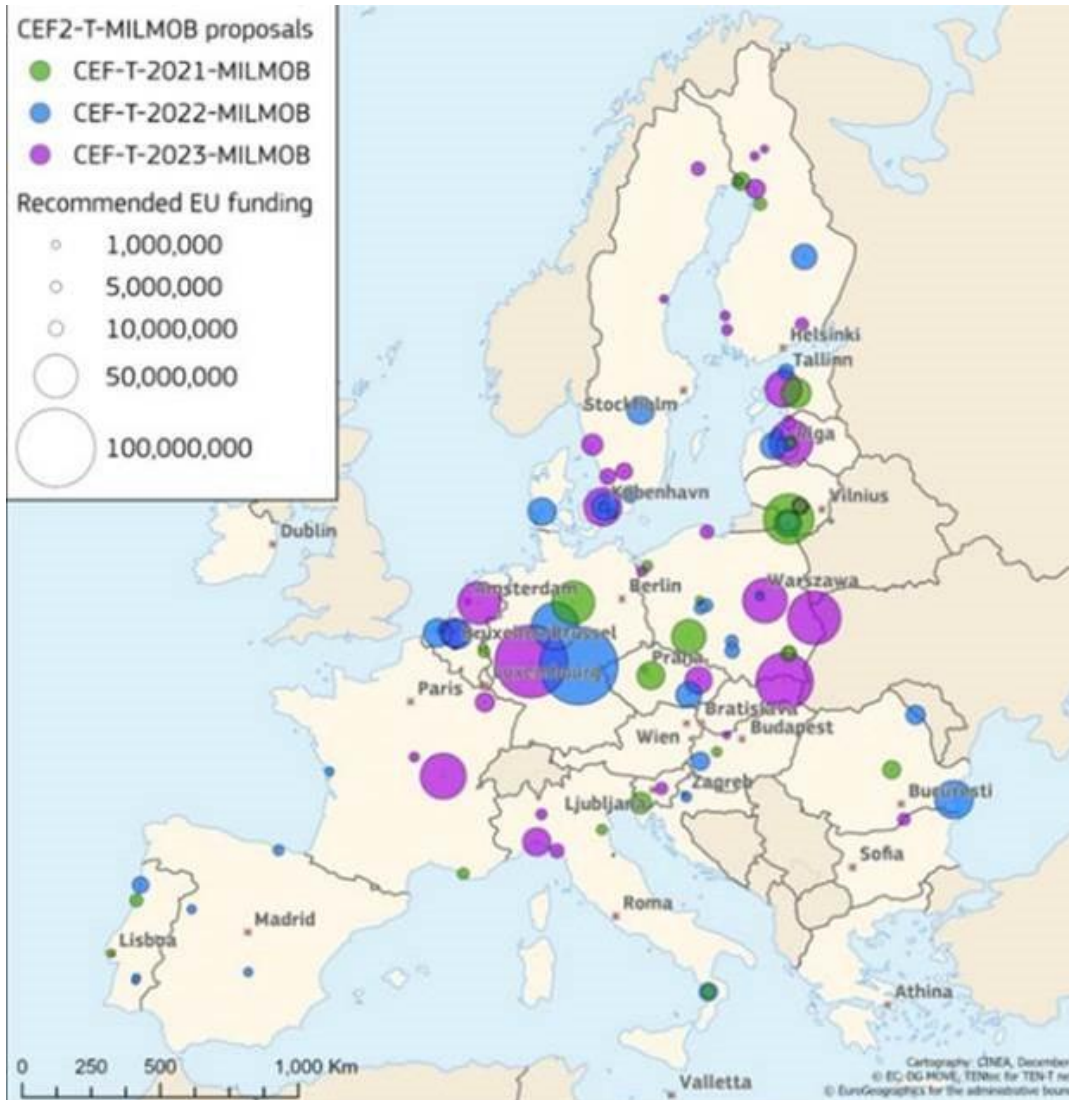 CEF2-T-MILMOB proposals
CEF-T-2021-MILMOB
CEF-T-2022-MILMOB
CEF-T-2023-MILMOB
Recommended EU funding
1,000,000
5,000,000
10,000,000
50,000,000
100,000,000
Helsinki
Tallinn
Stockholm
Riga
København
Vilnius
Dublin
Amsterdam
Berlin
Warszawa
Bruxelles/Brussel
Praha
Luxembourg
Paris
Bratislava
Wien
Budapest
Ljubljana
Zagreb
Bucuresti
Sofia
Roma
Madrid
Lisboa
Athina
Valletta
0 250 500 1,000 Km
Cartography: CINEA, December
© EC; DG MOVE; TENtec for TEN-T
© EuroGeographics for the administrative